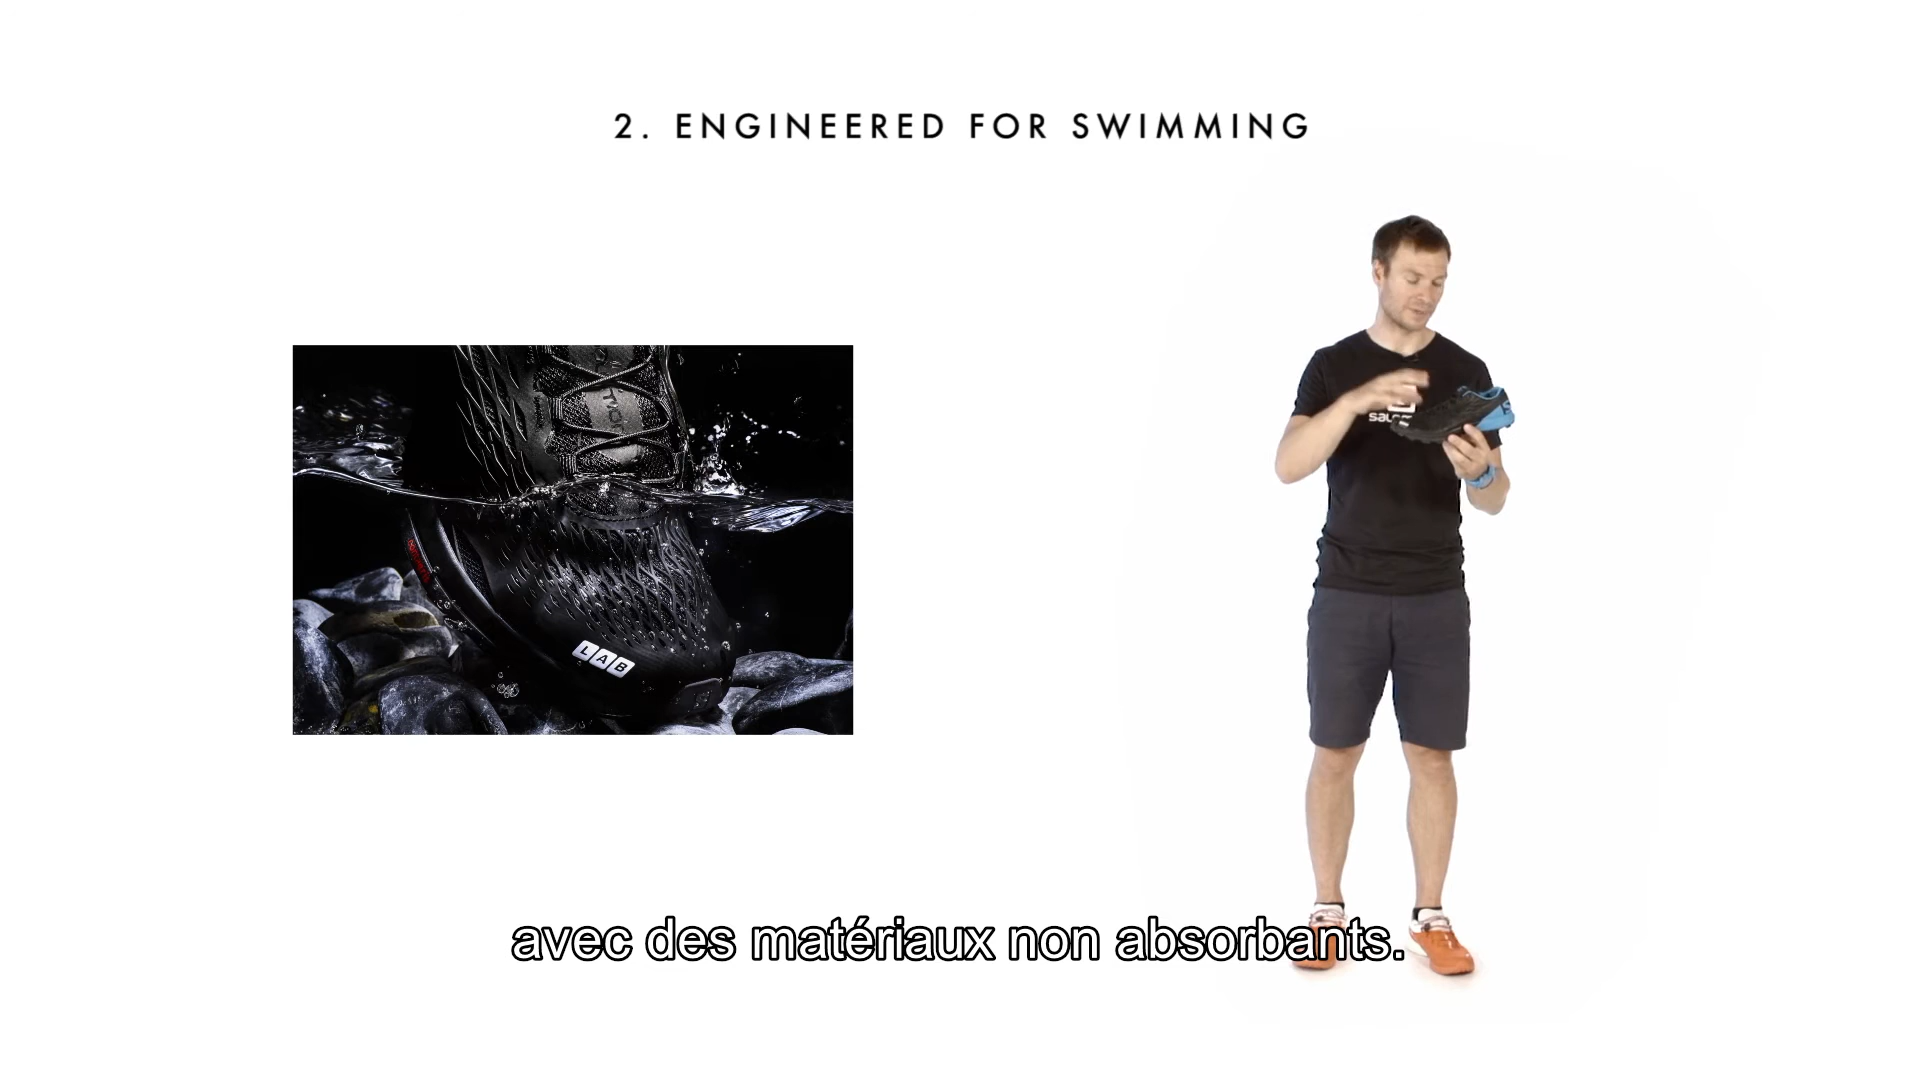 2. ENGINEERED FOR SWIMMING
LAB
avec des matériaux non absorbants.